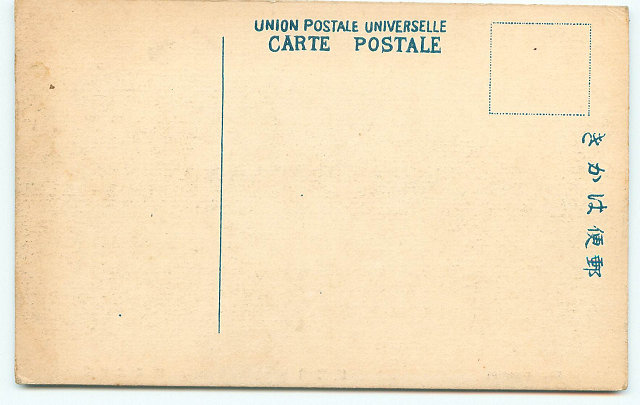 UNION POSTALE UNIVERSELLE
CARTE POSTALE
郵便はかき